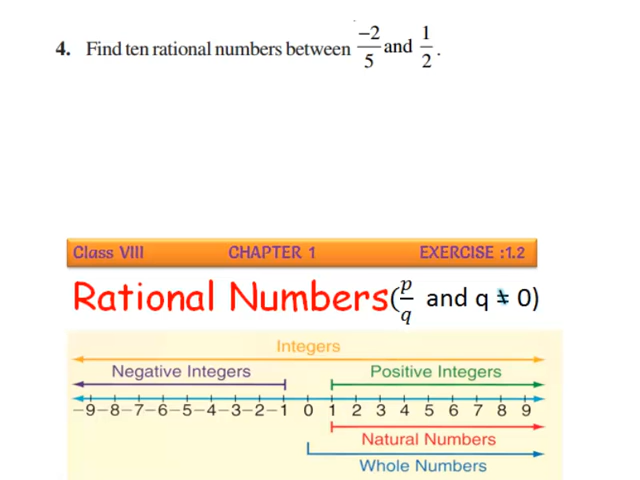 4. Find ten rational numbers between −2/5 and 1/2.
Class VIII CHAPTER 1 EXERCISE :1.2
Rational Numbers(p/q and q ≠ 0)
Integers
Negative Integers Positive Integers
−9−8−7−6−5−4−3−2−1 0 1 2 3 4 5 6 7 8 9
Natural Numbers
Whole Numbers